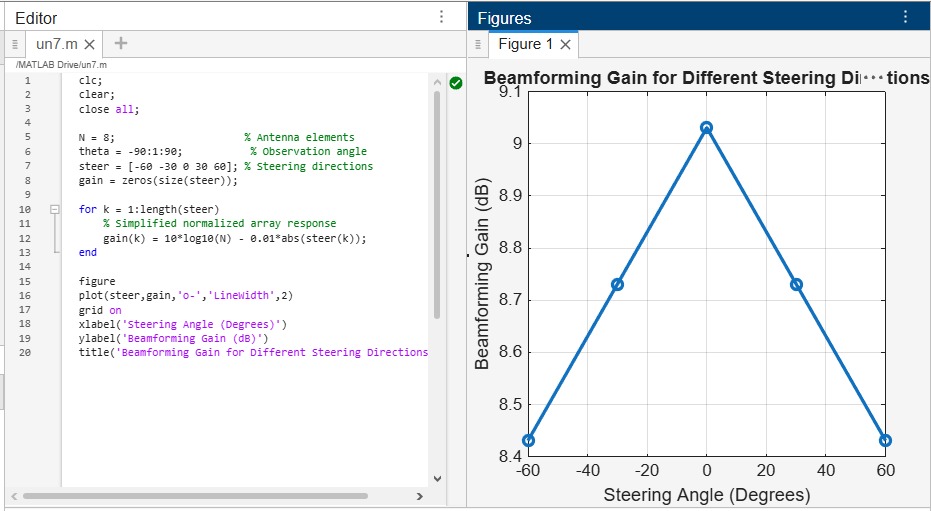 Editor
un7.m
/MATLAB Drive/un7.m
1 clc;
2 clear;
3 close all;
4
5 N = 8; % Antenna elements
6 theta = -90:1:90; % Observation angle
7 steer = [-60 -30 0 30 60]; % Steering directions
8 gain = zeros(size(steer));
9
10 for k = 1:length(steer)
11 % Simplified normalized array response
12 gain(k) = 10*log10(N) - 0.01*abs(steer(k));
13 end
14
15 figure
16 plot(steer,gain,'o-','LineWidth',2)
17 grid on
18 xlabel('Steering Angle (Degrees)')
19 ylabel('Beamforming Gain (dB)')
20 title('Beamforming Gain for Different Steering Directions
Figures
Figure 1
Beamforming Gain for Different Steering Di···tions
9.1
9
8.9
8.8
8.7
8.6
8.5
8.4
Beamforming Gain (dB)
-60 -40 -20 0 20 40 60
Steering Angle (Degrees)